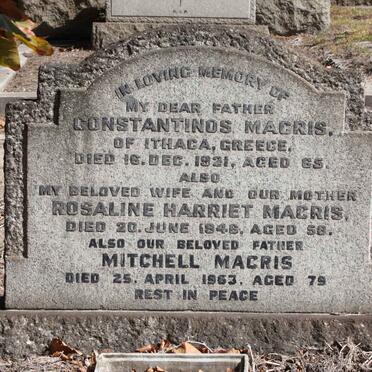 IN LOVING MEMORY OF
MY DEAR FATHER
CONSTANTINOS MACRIS,
OF ITHACA, GREECE,
DIED 16. DEC. 1931, AGED 65.
ALSO
MY BELOVED WIFE AND OUR MOTHER
ROSALINE HARRIET MACRIS,
DIED 20. JUNE 1946, AGED 58.
ALSO OUR BELOVED FATHER
MITCHELL MACRIS
DIED 25. APRIL 1963, AGED 79
REST IN PEACE